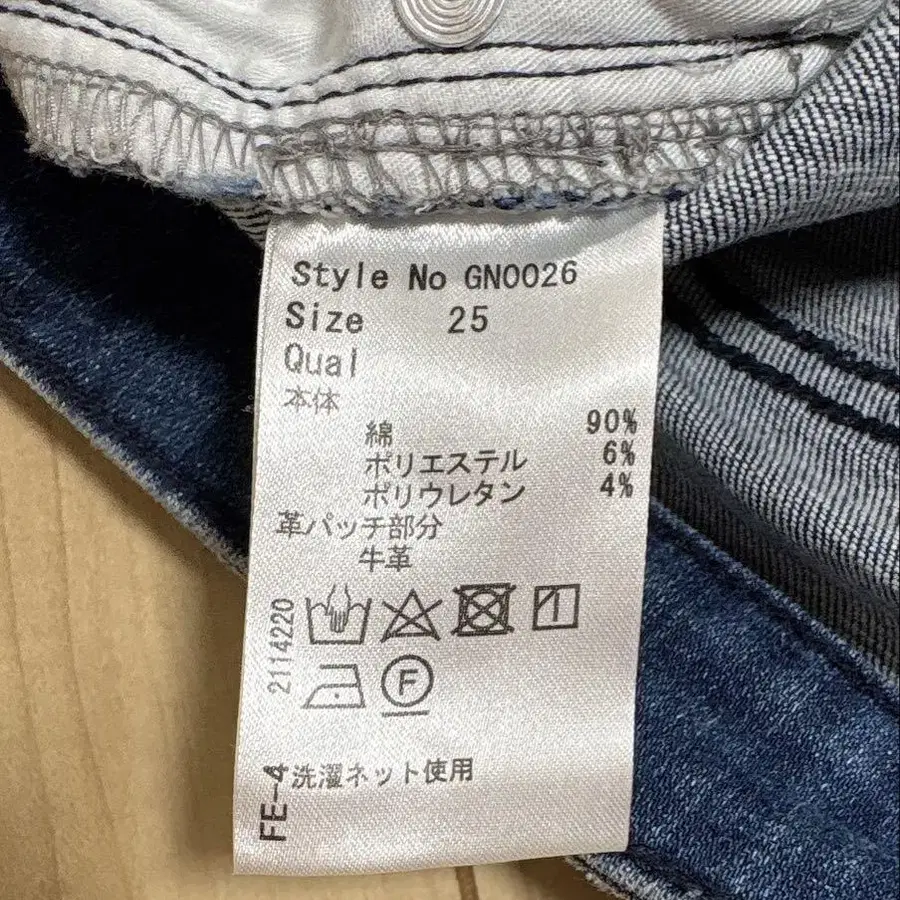 Style No GN0026
Size 25
Qual
本体
綿 90%
ポリエステル 6%
ポリウレタン 4%
革パッチ部分
牛革
2114220
F
FE-4
洗濯ネット使用